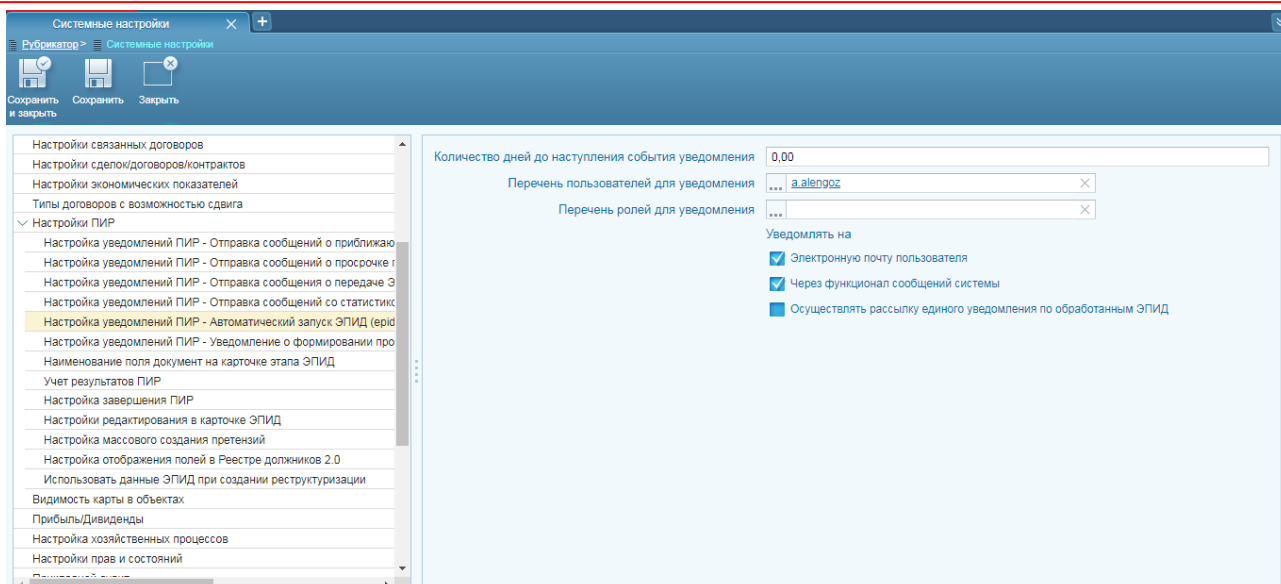 Системные настройки
Рубрикатор > Системные настройки
Сохранить и закрыть
Сохранить
Закрыть
Настройки связанных договоров
Настройки сделок/договоров/контрактов
Настройки экономических показателей
Типы договоров с возможностью сдвига
Настройки ПИР
Настройка уведомлений ПИР - Отправка сообщений о приближаю
Настройка уведомлений ПИР - Отправка сообщений о просрочке
Настройка уведомлений ПИР - Отправка сообщения о передаче Э
Настройка уведомлений ПИР - Отправка сообщений со статистико
Настройка уведомлений ПИР - Автоматический запуск ЭПИД (epid
Настройка уведомлений ПИР - Уведомление о формировании про
Наименование поля документ на карточке этапа ЭПИД
Учет результатов ПИР
Настройка завершения ПИР
Настройки редактирования в карточке ЭПИД
Настройка массового создания претензий
Настройка отображения полей в Реестре должников 2.0
Использовать данные ЭПИД при создании реструктуризации
Видимость карты в объектах
Прибыль/Дивиденды
Настройка хозяйственных процессов
Настройки прав и состояний
Количество дней до наступления события уведомления 0,00
Перечень пользователей для уведомления ... a.alengoz
Перечень ролей для уведомления ...
Уведомлять на
Электронную почту пользователя
Через функционал сообщений системы
Осуществлять рассылку единого уведомления по обработанным ЭПИД